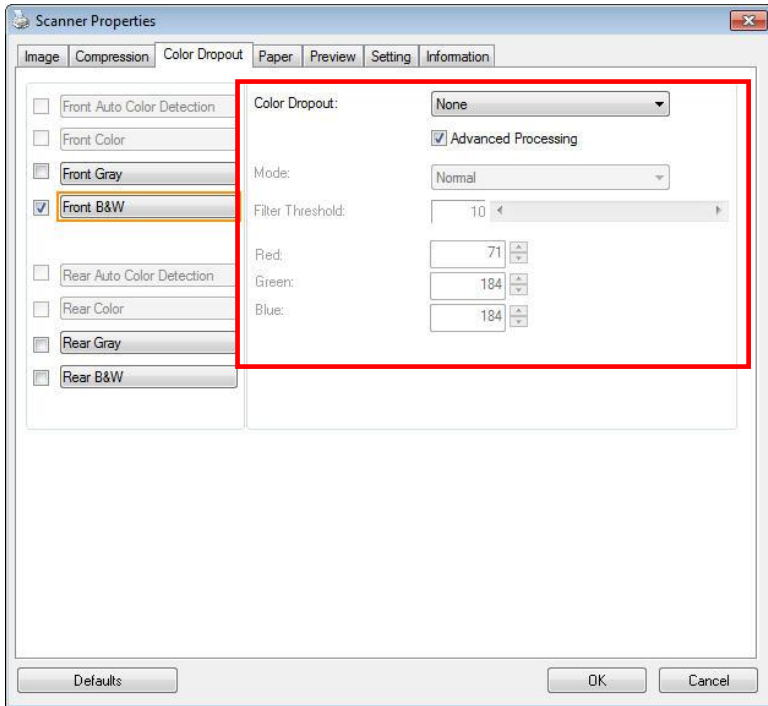 Scanner Properties
Image Compression Color Dropout Paper Preview Setting Information
Front Auto Color Detection
Front Color
Front Gray
Front B&W
Rear Auto Color Detection
Rear Color
Rear Gray
Rear B&W
Color Dropout: None
Advanced Processing
Mode: Normal
Filter Threshold: 10
Red: 71
Green: 184
Blue: 184
Defaults OK Cancel